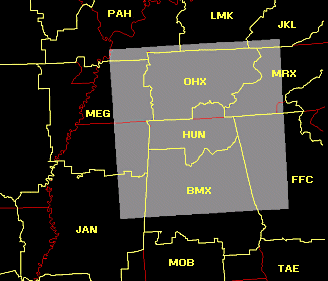 PAH
LMK
JKL
OHX
MRX
MEG
HUN
BMX
FFC
JAN
MOB
TAE